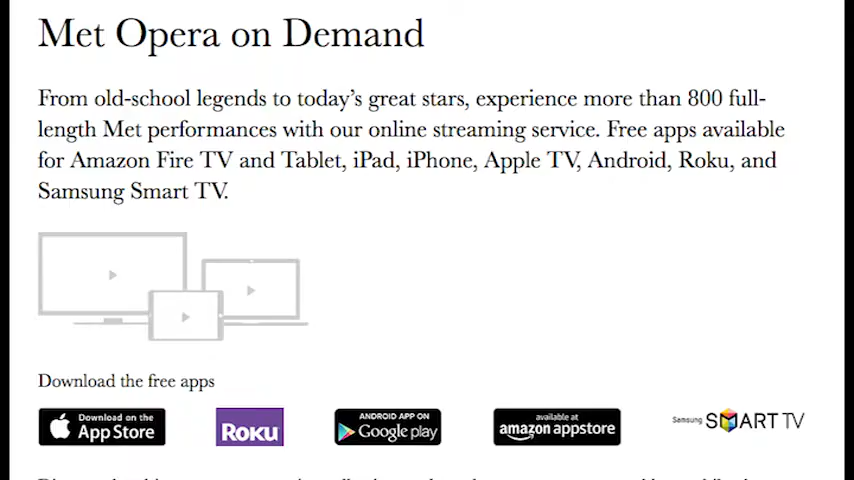 Met Opera on Demand
From old-school legends to today's great stars, experience more than 800 full-
length Met performances with our online streaming service. Free apps available
for Amazon Fire TV and Tablet, iPad, iPhone, Apple TV, Android, Roku, and
Samsung Smart TV.
Download the free apps
Download on the
App Store
Roku
ANDROID APP ON
Google play
available at
amazon appstore
Samsung SMART TV